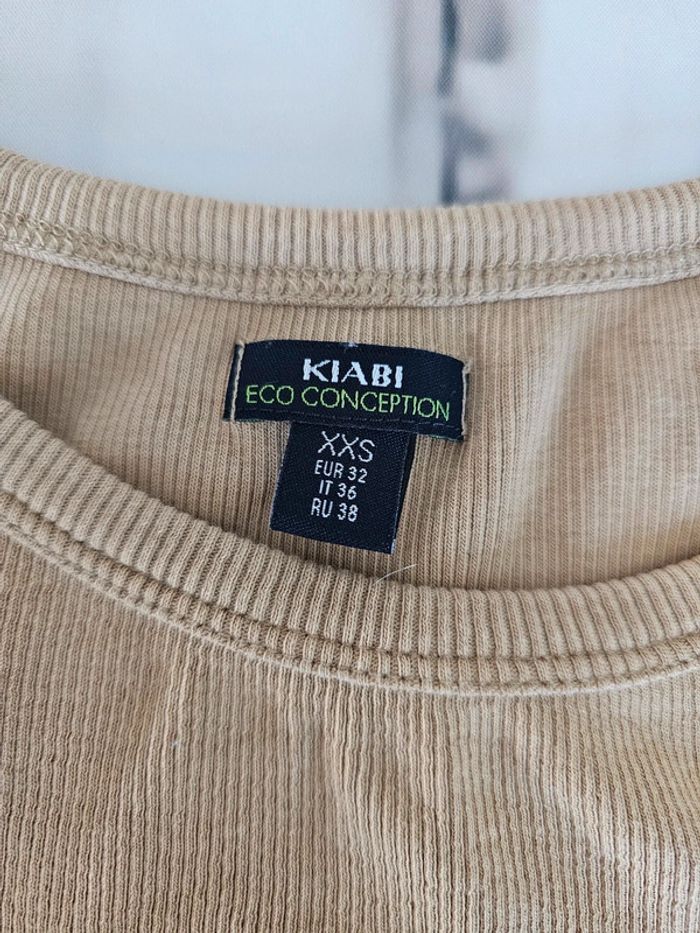 KIABI
ECO CONCEPTION
XXS
EUR 32
IT 36
RU 38